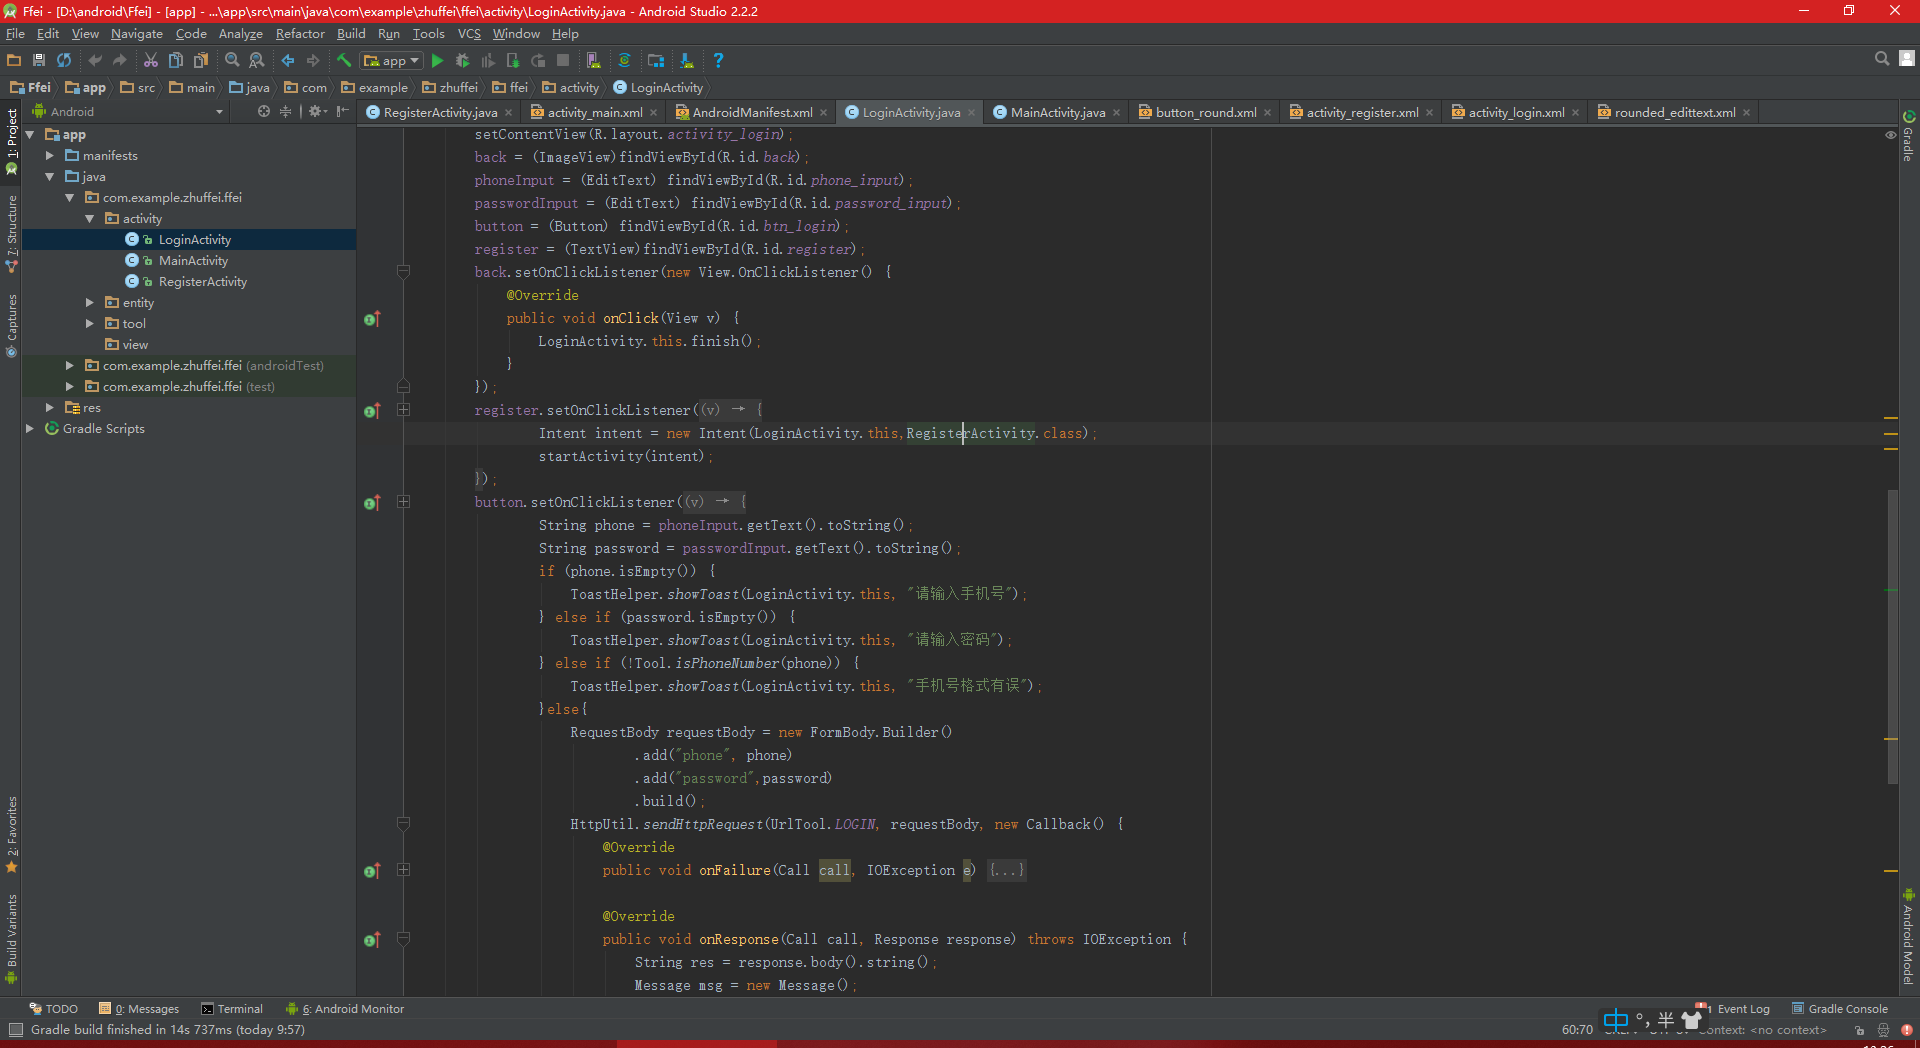 Ffei - [D:\android\Ffei] - [app] - ...\app\src\main\java\com\example\zhuffei\ffei\activity\LoginActivity.java - Android Studio 2.2.2
File Edit View Navigate Code Analyze Refactor Build Run Tools VCS Window Help
app
Ffei app src main java com example zhuffei ffei activity LoginActivity
Android
RegisterActivity.java activity_main.xml AndroidManifest.xml LoginActivity.java MainActivity.java button_round.xml activity_register.xml activity_login.xml rounded_edittext.xml
1: Project
7: Structure
Captures
2: Favorites
Build Variants
app
manifests
java
com.example.zhuffei.ffei
activity
LoginActivity
MainActivity
RegisterActivity
entity
tool
view
com.example.zhuffei.ffei (androidTest)
com.example.zhuffei.ffei (test)
res
Gradle Scripts
setContentView(R.layout.activity_login);
back = (ImageView)findViewById(R.id.back);
phoneInput = (EditText) findViewById(R.id.phone_input);
passwordInput = (EditText) findViewById(R.id.password_input);
button = (Button) findViewById(R.id.btn_login);
register = (TextView)findViewById(R.id.register);
back.setOnClickListener(new View.OnClickListener() {
@Override
public void onClick(View v) {
LoginActivity.this.finish();
}
});
register.setOnClickListener((v) → {
Intent intent = new Intent(LoginActivity.this,RegisterActivity.class);
startActivity(intent);
});
button.setOnClickListener((v) → {
String phone = phoneInput.getText().toString();
String password = passwordInput.getText().toString();
if (phone.isEmpty()) {
ToastHelper.showToast(LoginActivity.this, "请输入手机号");
} else if (password.isEmpty()) {
ToastHelper.showToast(LoginActivity.this, "请输入密码");
} else if (!Tool.isPhoneNumber(phone)) {
ToastHelper.showToast(LoginActivity.this, "手机号格式有误");
}else{
RequestBody requestBody = new FormBody.Builder()
.add("phone", phone)
.add("password",password)
.build();
HttpUtil.sendHttpRequest(UrlTool.LOGIN, requestBody, new Callback() {
@Override
public void onFailure(Call call, IOException e) {...}
@Override
public void onResponse(Call call, Response response) throws IOException {
String res = response.body().string();
Message msg = new Message();
Gradle
Android Model
TODO 0: Messages Terminal 6: Android Monitor
1 Event Log Gradle Console
Gradle build finished in 14s 737ms (today 9:57)
60:70
中 °, 半
Context: <no context>